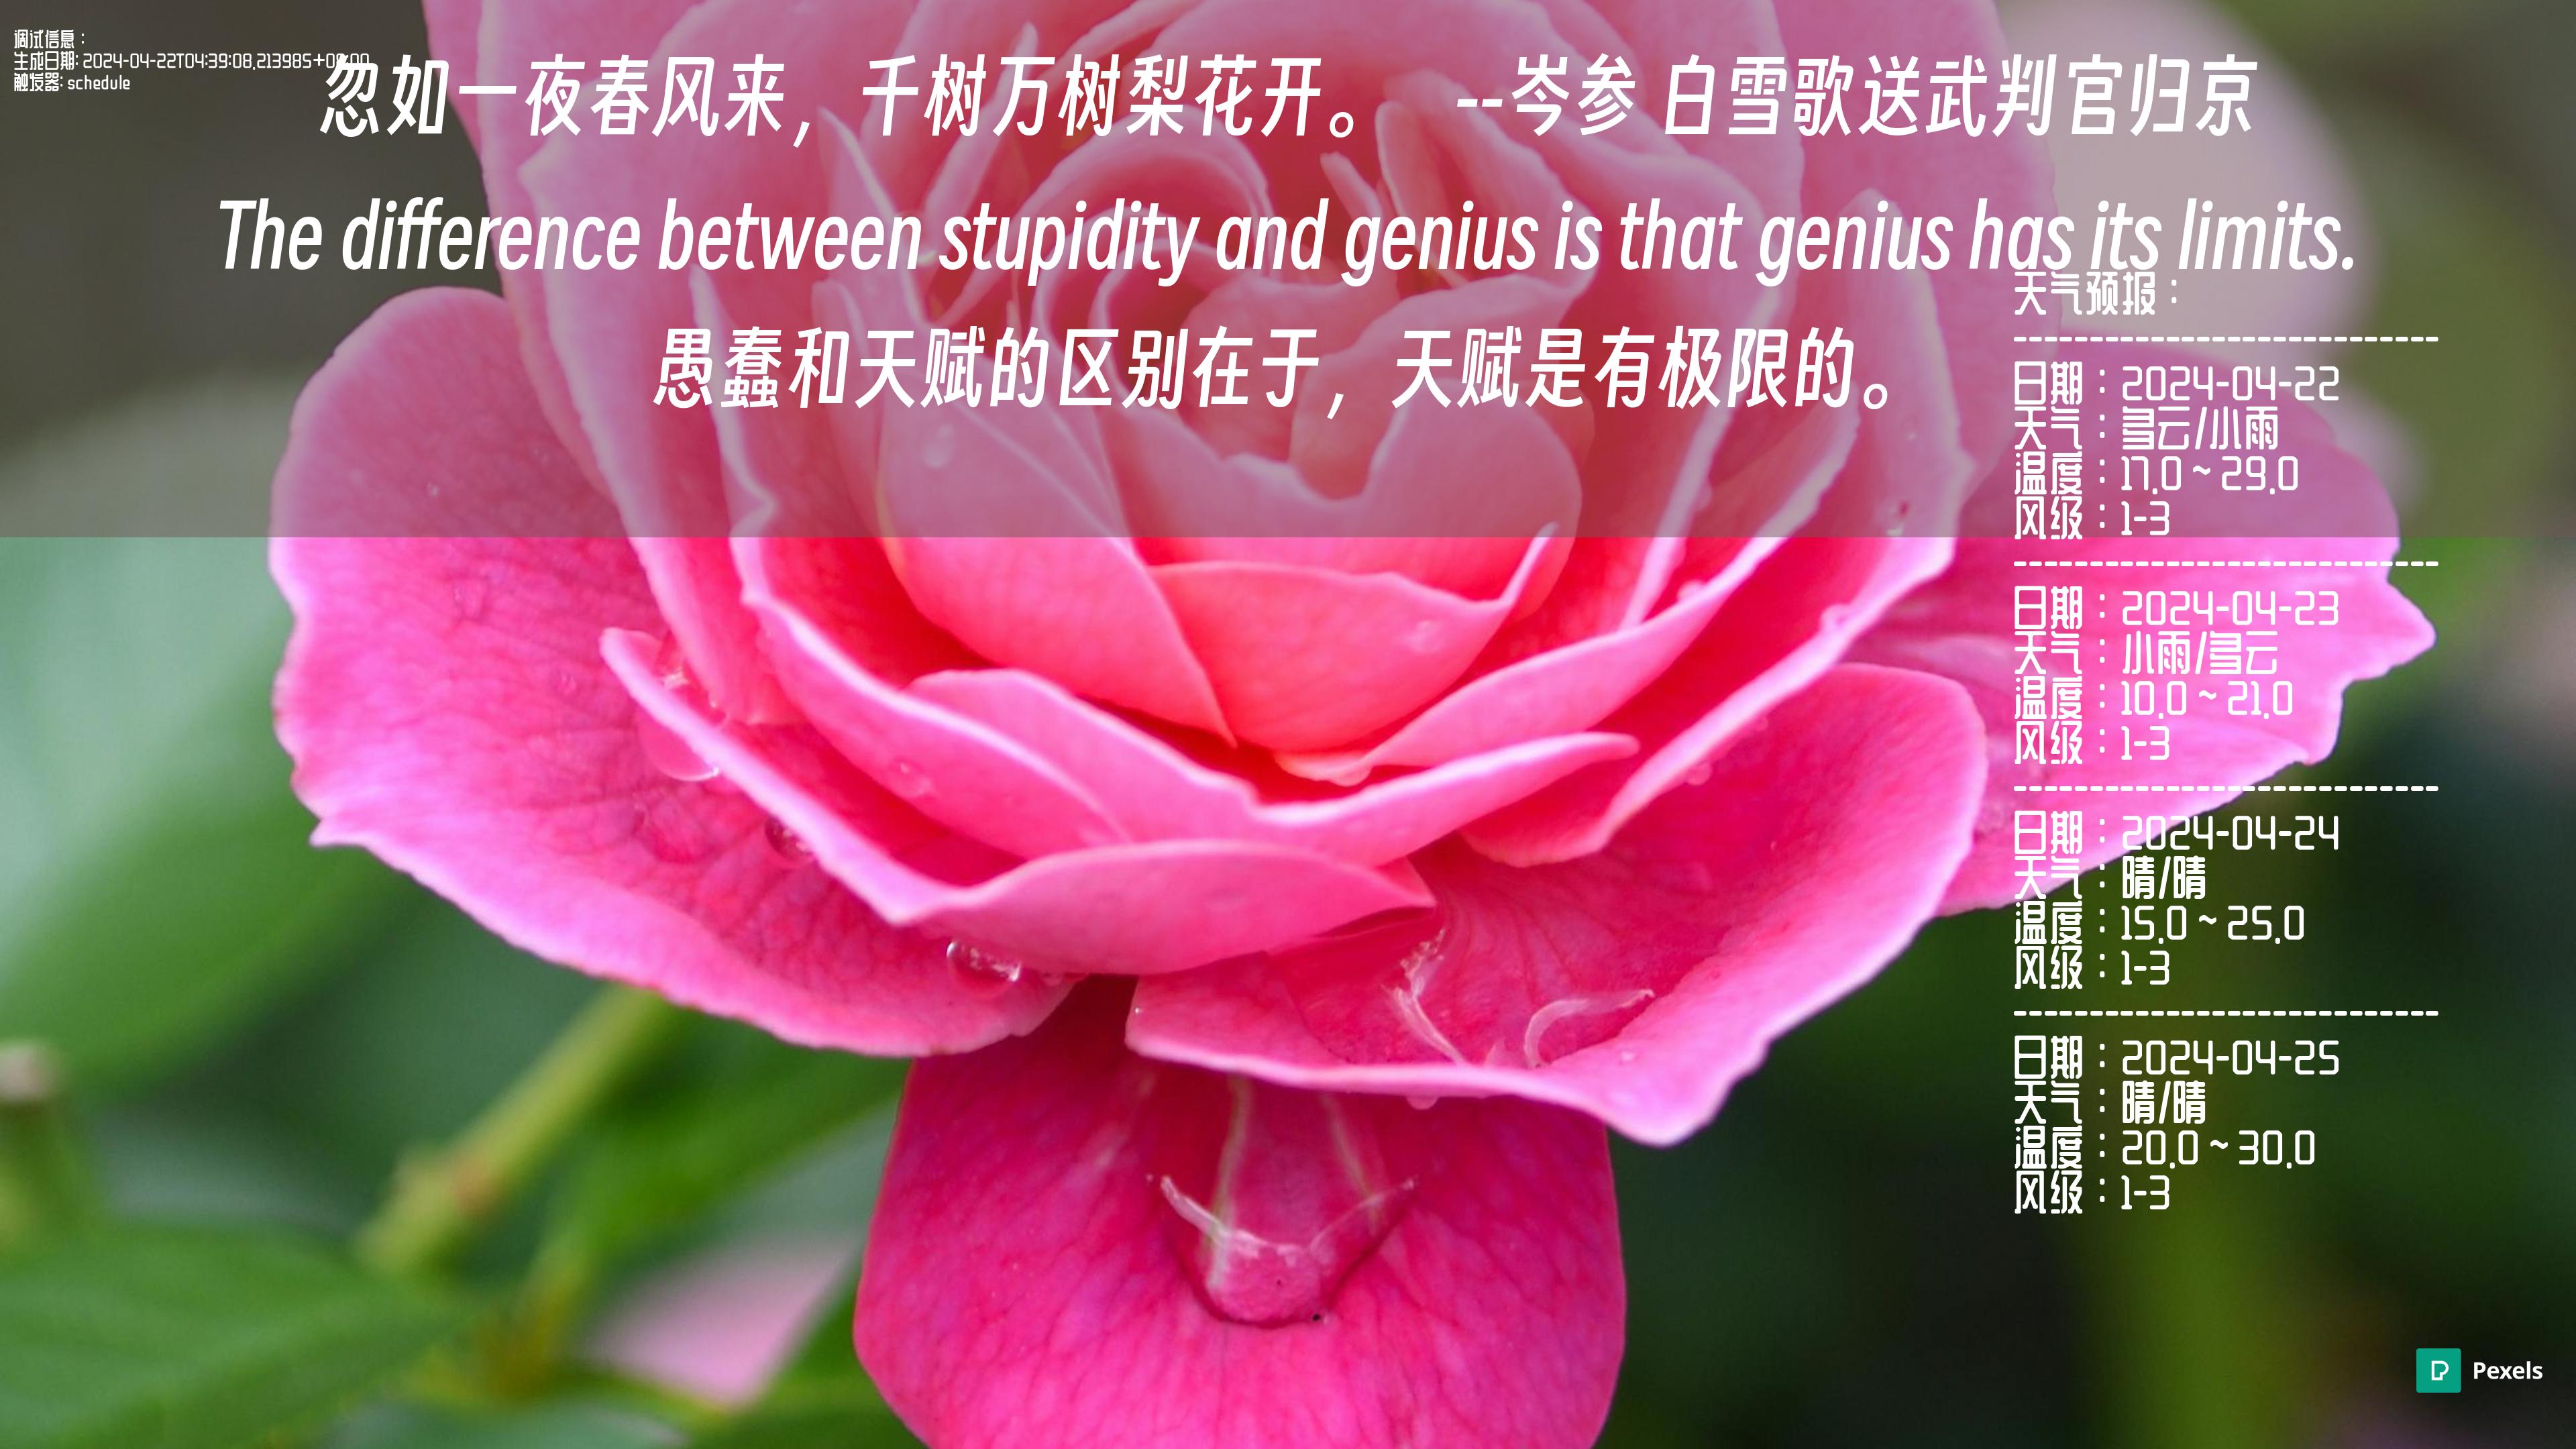 调试信息：
生成日期: 2024-04-22T04:39:08.213985+08:00
触发器: schedule
忽如一夜春风来，千树万树梨花开。 --岑参 白雪歌送武判官归京
The difference between stupidity and genius is that genius has its limits.
愚蠢和天赋的区别在于，天赋是有极限的。
天气预报：
----------------------------
日期：2024-04-22
天气：多云/小雨
温度：17.0 ~ 29.0
风级：1-3
----------------------------
日期：2024-04-23
天气：小雨/多云
温度：10.0 ~ 21.0
风级：1-3
----------------------------
日期：2024-04-24
天气：晴/晴
温度：15.0 ~ 25.0
风级：1-3
----------------------------
日期：2024-04-25
天气：晴/晴
温度：20.0 ~ 30.0
风级：1-3
Pexels